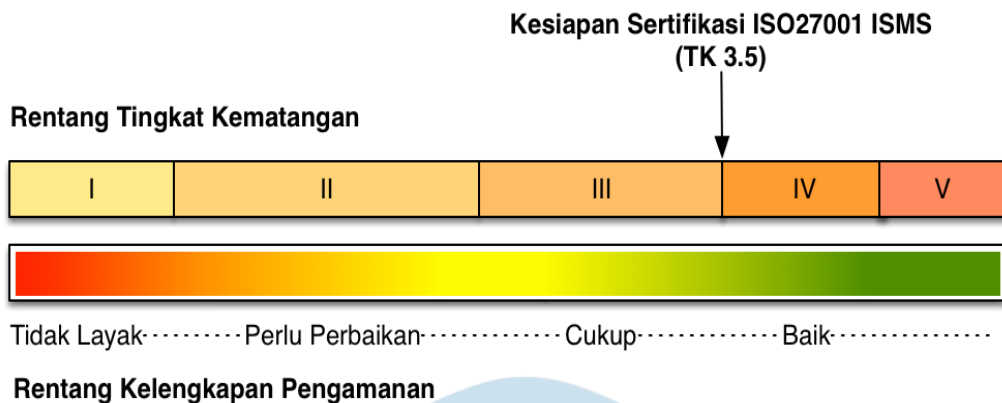 Kesiapan Sertifikasi ISO27001 ISMS
(TK 3.5)
Rentang Tingkat Kematangan
I II III IV V
Tidak Layak---------Perlu Perbaikan------------Cukup------------Baik--------------
Rentang Kelengkapan Pengamanan